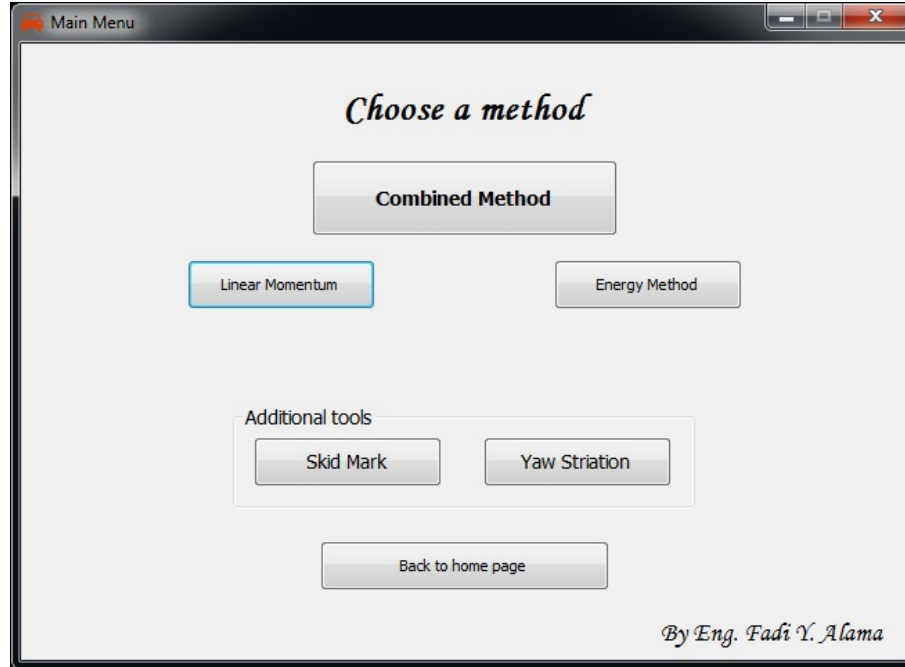 Main Menu
Choose a method
Combined Method
Linear Momentum
Energy Method
Additional tools
Skid Mark
Yaw Striation
Back to home page
By Eng. Fadi Y. Alama